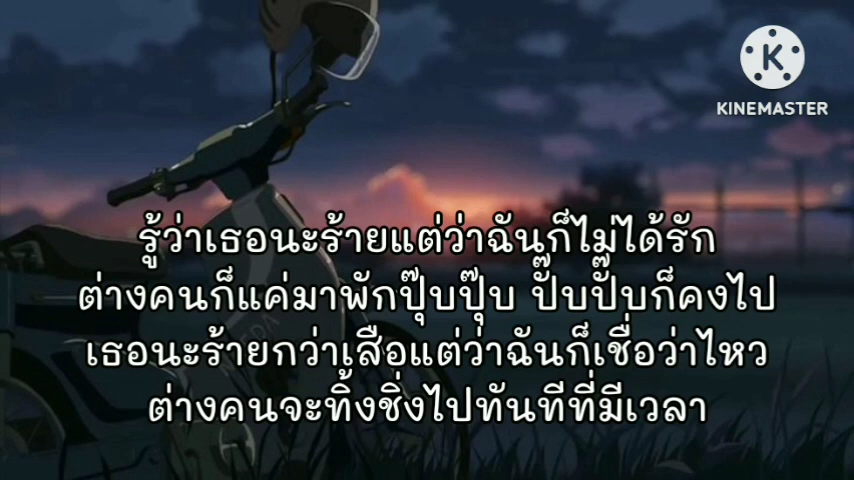 KINEMASTER
รู้ว่าเธอนะร้ายแต่ว่าฉันก็ไม่ได้รัก
ต่างคนก็แค่มาพักปุ๊บปุ๊บ ปั๊บปั๊บก็คงไป
เธอนะร้ายกว่าเสือแต่ว่าฉันก็เชื่อว่าไหว
ต่างคนจะทิ้งชิ่งไปทันทีที่มีเวลา